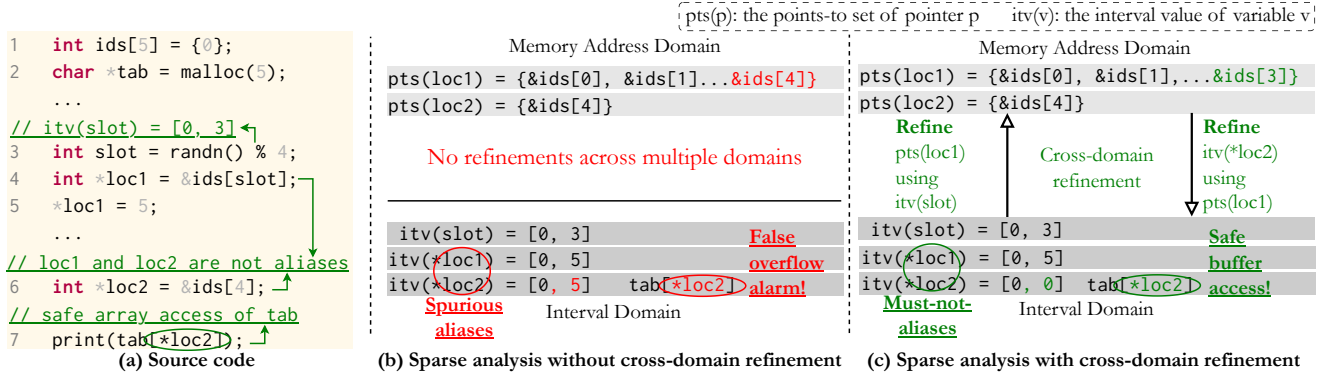 pts(p): the points-to set of pointer p itv(v): the interval value of variable v
1 int ids[5] = {0};
2 char *tab = malloc(5);
...
// itv(slot) = [0, 3]
3 int slot = randn() % 4;
4 int *loc1 = &ids[slot];
5 *loc1 = 5;
...
// loc1 and loc2 are not aliases
6 int *loc2 = &ids[4];
// safe array access of tab
7 print(tab[*loc2]);
(a) Source code
Memory Address Domain
pts(loc1) = {&ids[0], &ids[1]...&ids[4]}
pts(loc2) = {&ids[4]}
No refinements across multiple domains
itv(slot) = [0, 3]
itv(*loc1) = [0, 5]
itv(*loc2) = [0, 5] tab[*loc2]
False
overflow
alarm!
Spurious
aliases
Interval Domain
(b) Sparse analysis without cross-domain refinement
Memory Address Domain
pts(loc1) = {&ids[0], &ids[1],...&ids[3]}
pts(loc2) = {&ids[4]}
Refine
pts(loc1)
using
itv(slot)
Cross-domain
refinement
Refine
itv(*loc2)
using
pts(loc1)
itv(slot) = [0, 3]
itv(*loc1) = [0, 5]
itv(*loc2) = [0, 0] tab[*loc2]
Safe
buffer
access!
Must-not-
aliases
Interval Domain
(c) Sparse analysis with cross-domain refinement